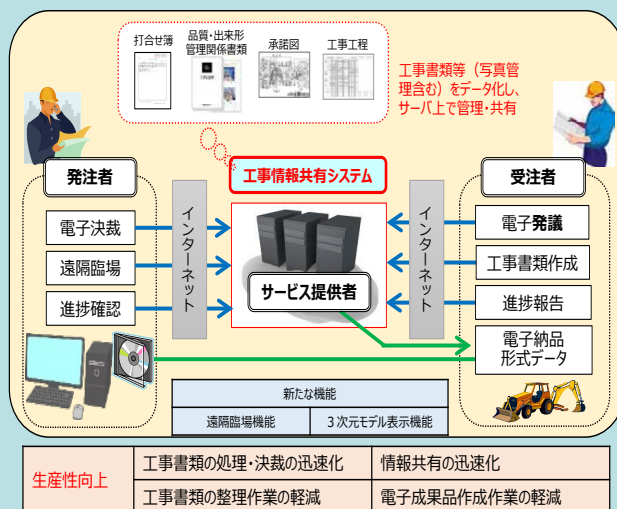 打合せ簿
品質・出来形
管理関係書類
承諾図
工事工程
工事書類等（写真管
理含む）をデータ化し、
サーバ上で管理・共有
発注者
工事情報共有システム
受注者
電子決裁
遠隔臨場
進捗確認
インターネット
サービス提供者
インターネット
電子発議
工事書類作成
進捗報告
電子納品
形式データ
新たな機能
遠隔臨場機能
３次元モデル表示機能
生産性向上
工事書類の処理・決裁の迅速化
情報共有の迅速化
工事書類の整理作業の軽減
電子成果品作成作業の軽減